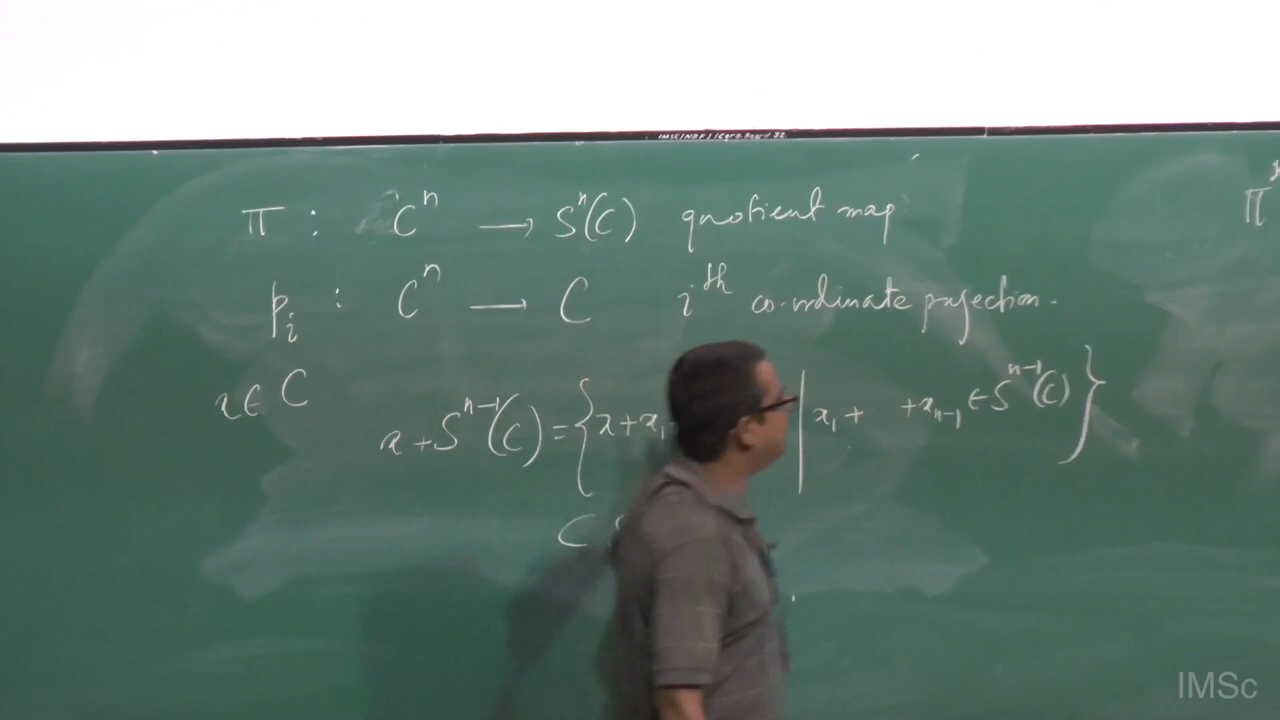 π : Cⁿ → Sⁿ(C) quotient map
pᵢ : Cⁿ → C iᵗʰ co-ordinate projection.
x ∈ C
x + Sⁿ⁻¹(C) = { x + x₁ | x₁ + + xₙ₋₁ ∈ Sⁿ⁻¹(C) }
⊂
π
IMSc